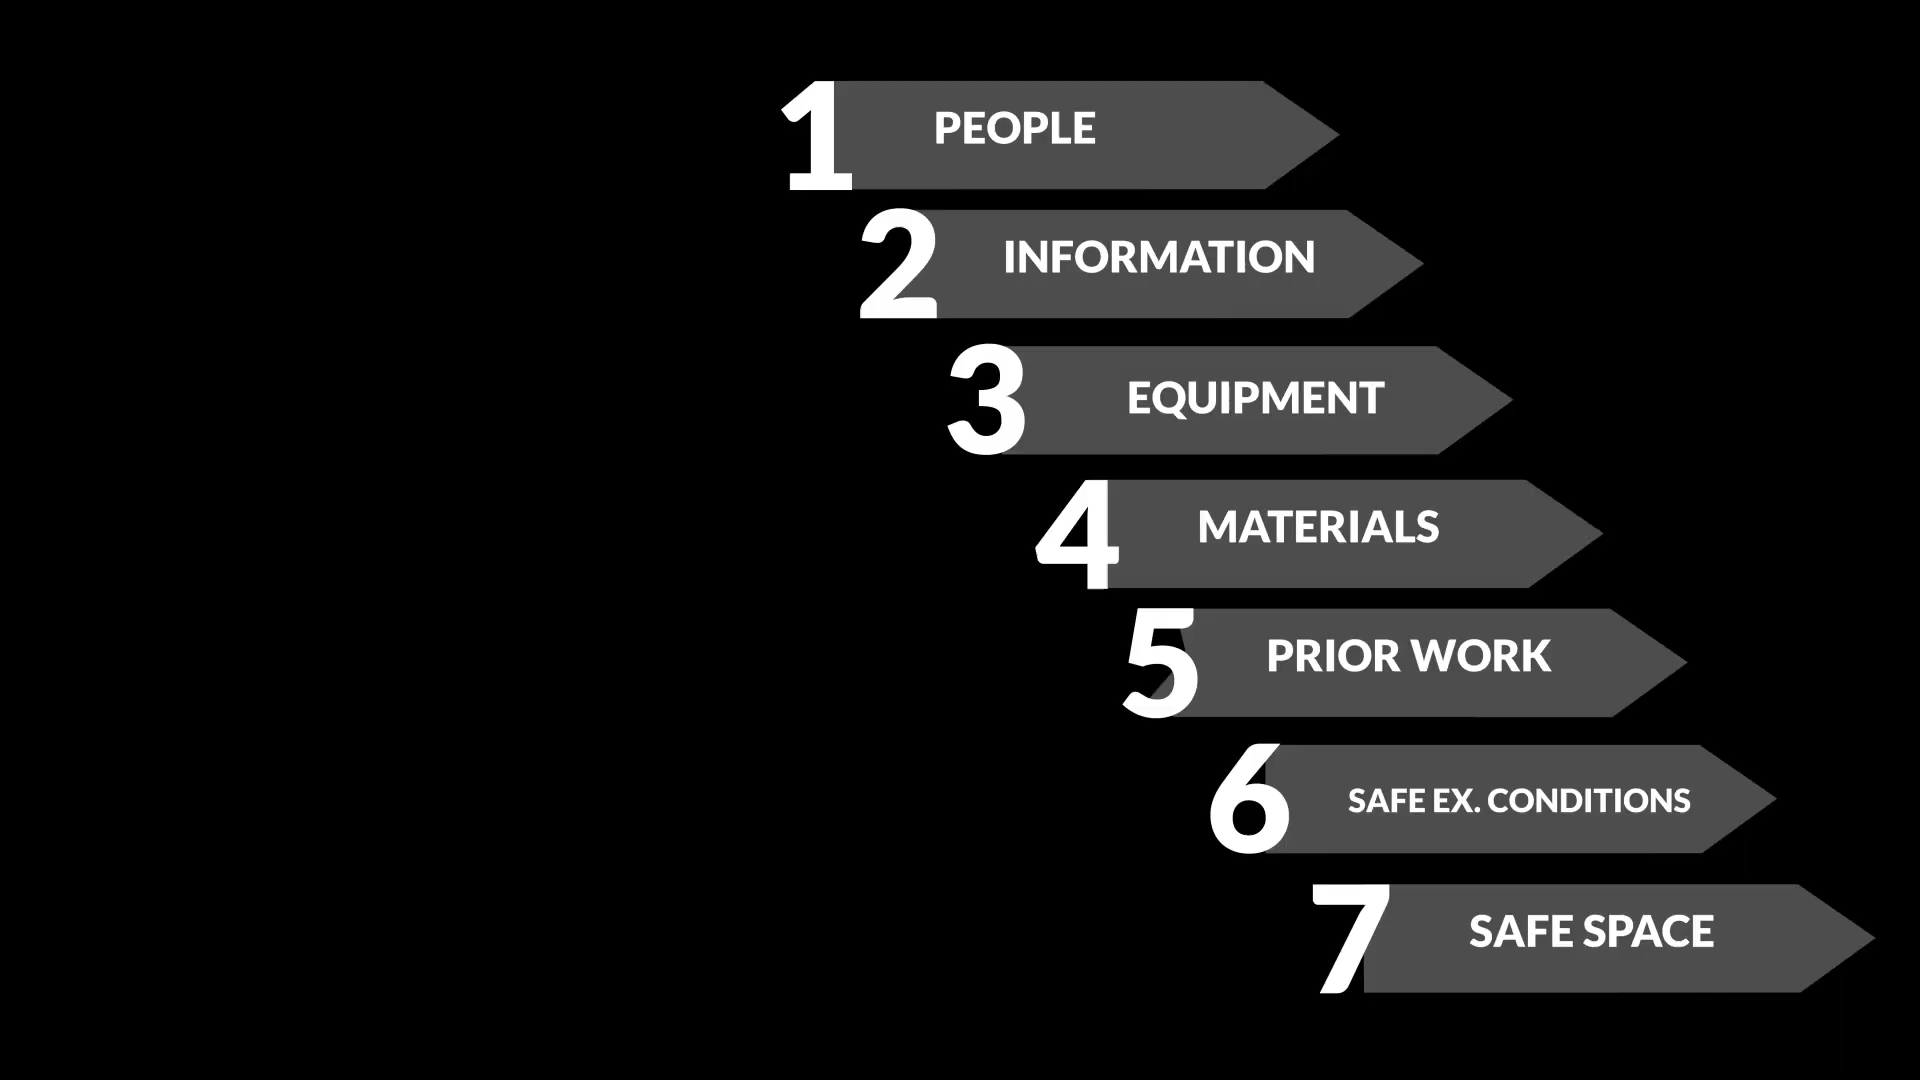 1 PEOPLE
2 INFORMATION
3 EQUIPMENT
4 MATERIALS
5 PRIOR WORK
6 SAFE EX. CONDITIONS
7 SAFE SPACE